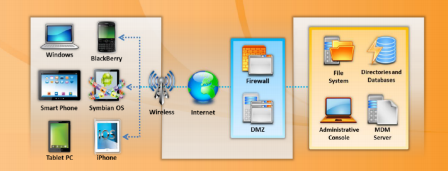 Windows
BlackBerry
Smart Phone
Symbian OS
Tablet PC
iPhone
Wireless
Internet
Firewall
DMZ
File
System
Directories and
Databases
Administrative
Console
MDM
Server